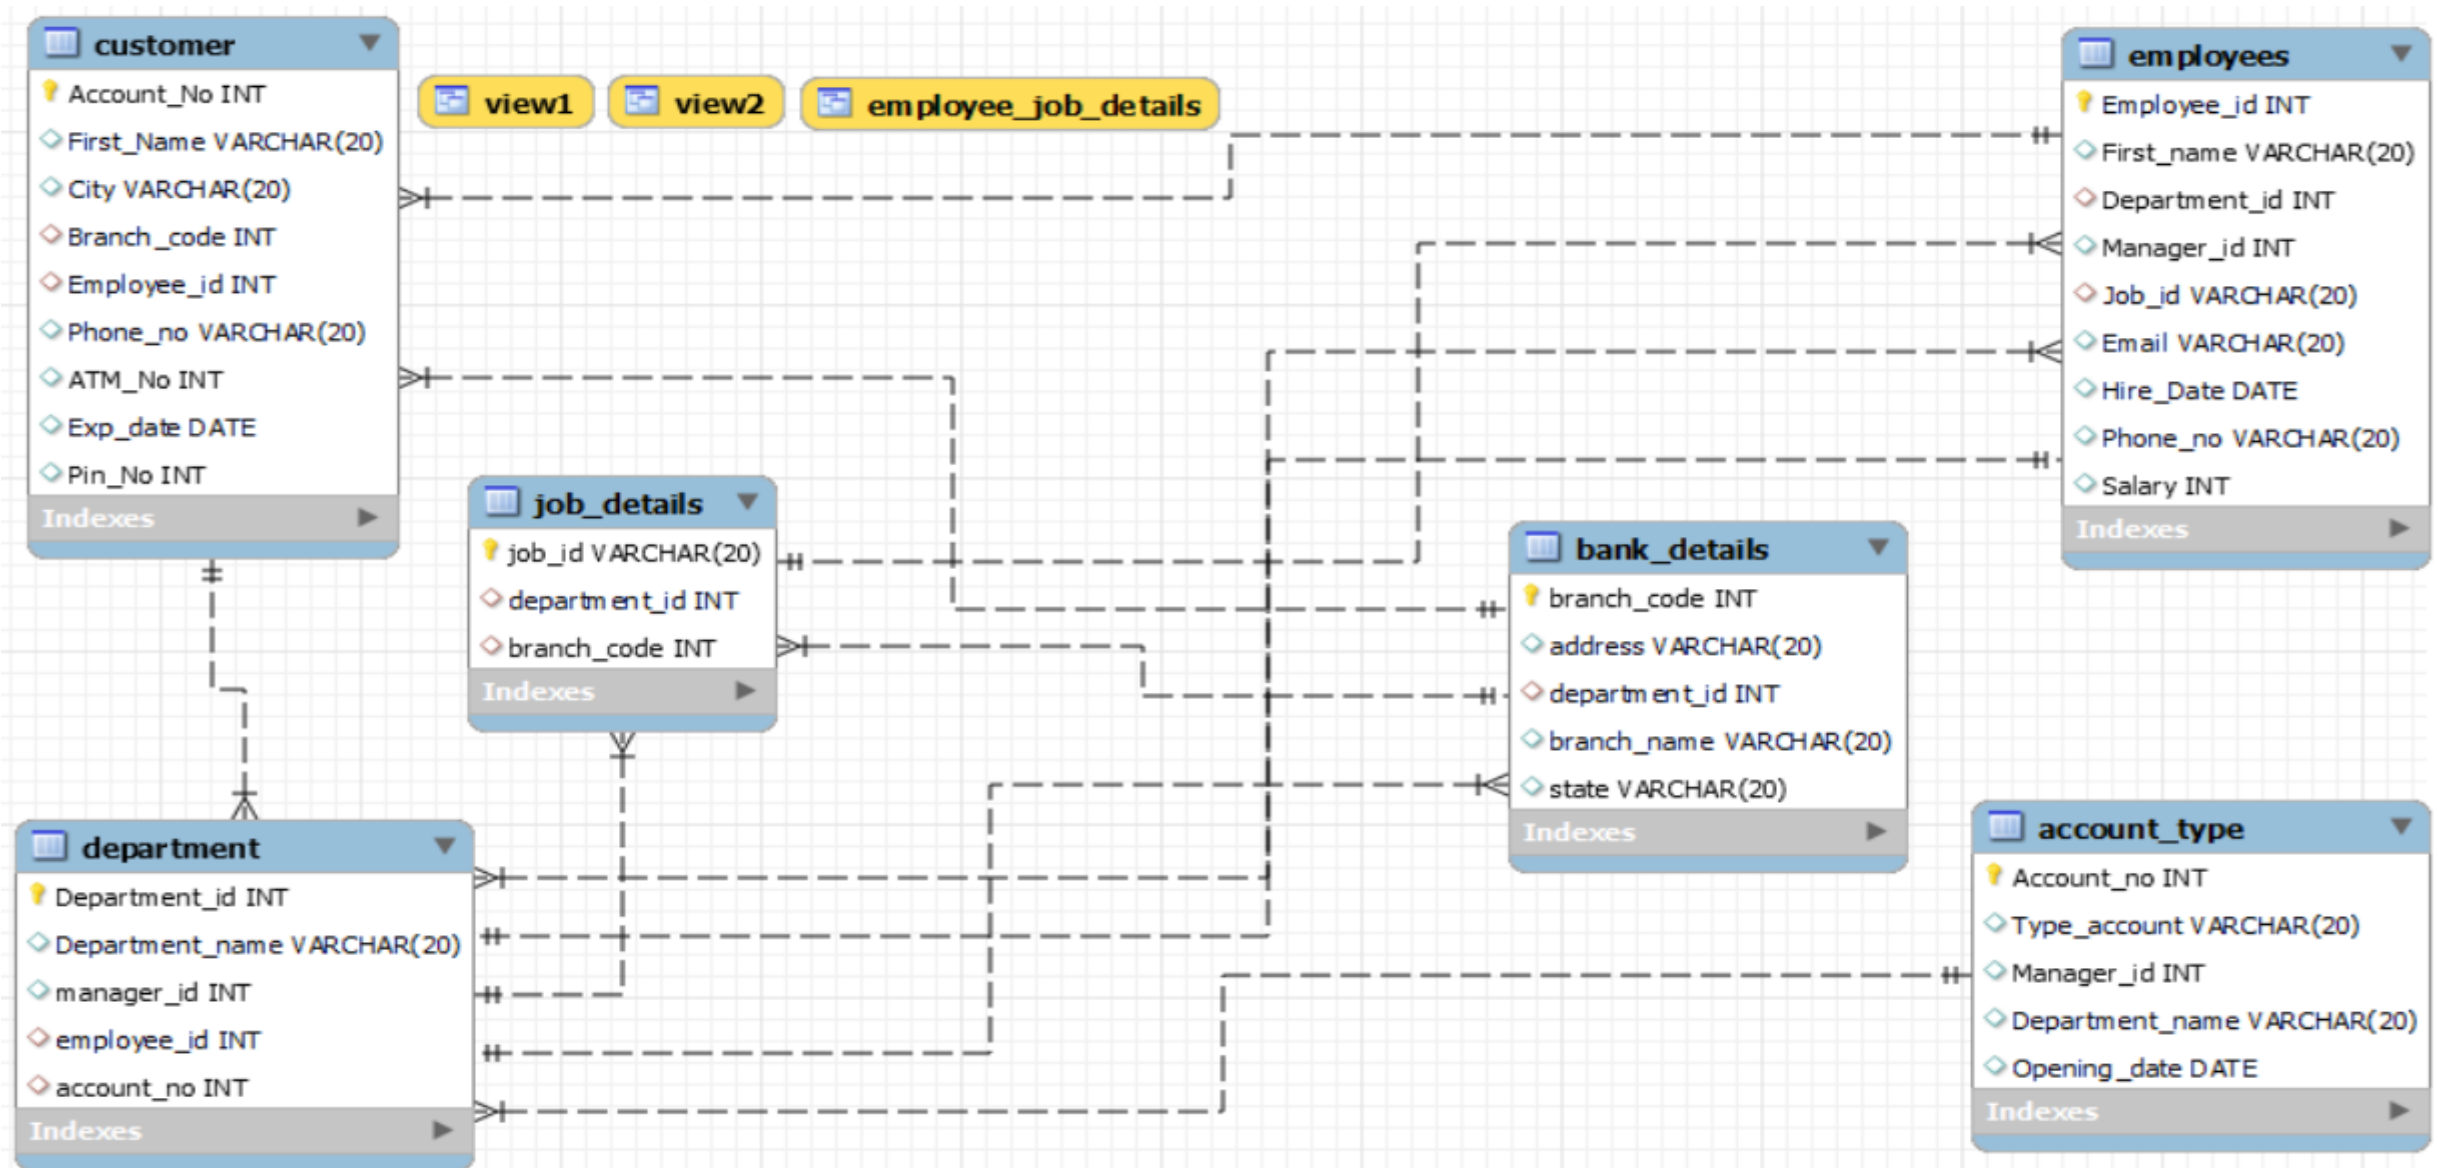 customer
Account_No INT
First_Name VARCHAR(20)
City VARCHAR(20)
Branch_code INT
Employee_id INT
Phone_no VARCHAR(20)
ATM_No INT
Exp_date DATE
Pin_No INT
Indexes
view1
view2
employee_job_details
employees
Employee_id INT
First_name VARCHAR(20)
Department_id INT
Manager_id INT
Job_id VARCHAR(20)
Email VARCHAR(20)
Hire_Date DATE
Phone_no VARCHAR(20)
Salary INT
Indexes
job_details
job_id VARCHAR(20)
department_id INT
branch_code INT
Indexes
bank_details
branch_code INT
address VARCHAR(20)
department_id INT
branch_name VARCHAR(20)
state VARCHAR(20)
Indexes
department
Department_id INT
Department_name VARCHAR(20)
manager_id INT
employee_id INT
account_no INT
Indexes
account_type
Account_no INT
Type_account VARCHAR(20)
Manager_id INT
Department_name VARCHAR(20)
Opening_date DATE
Indexes